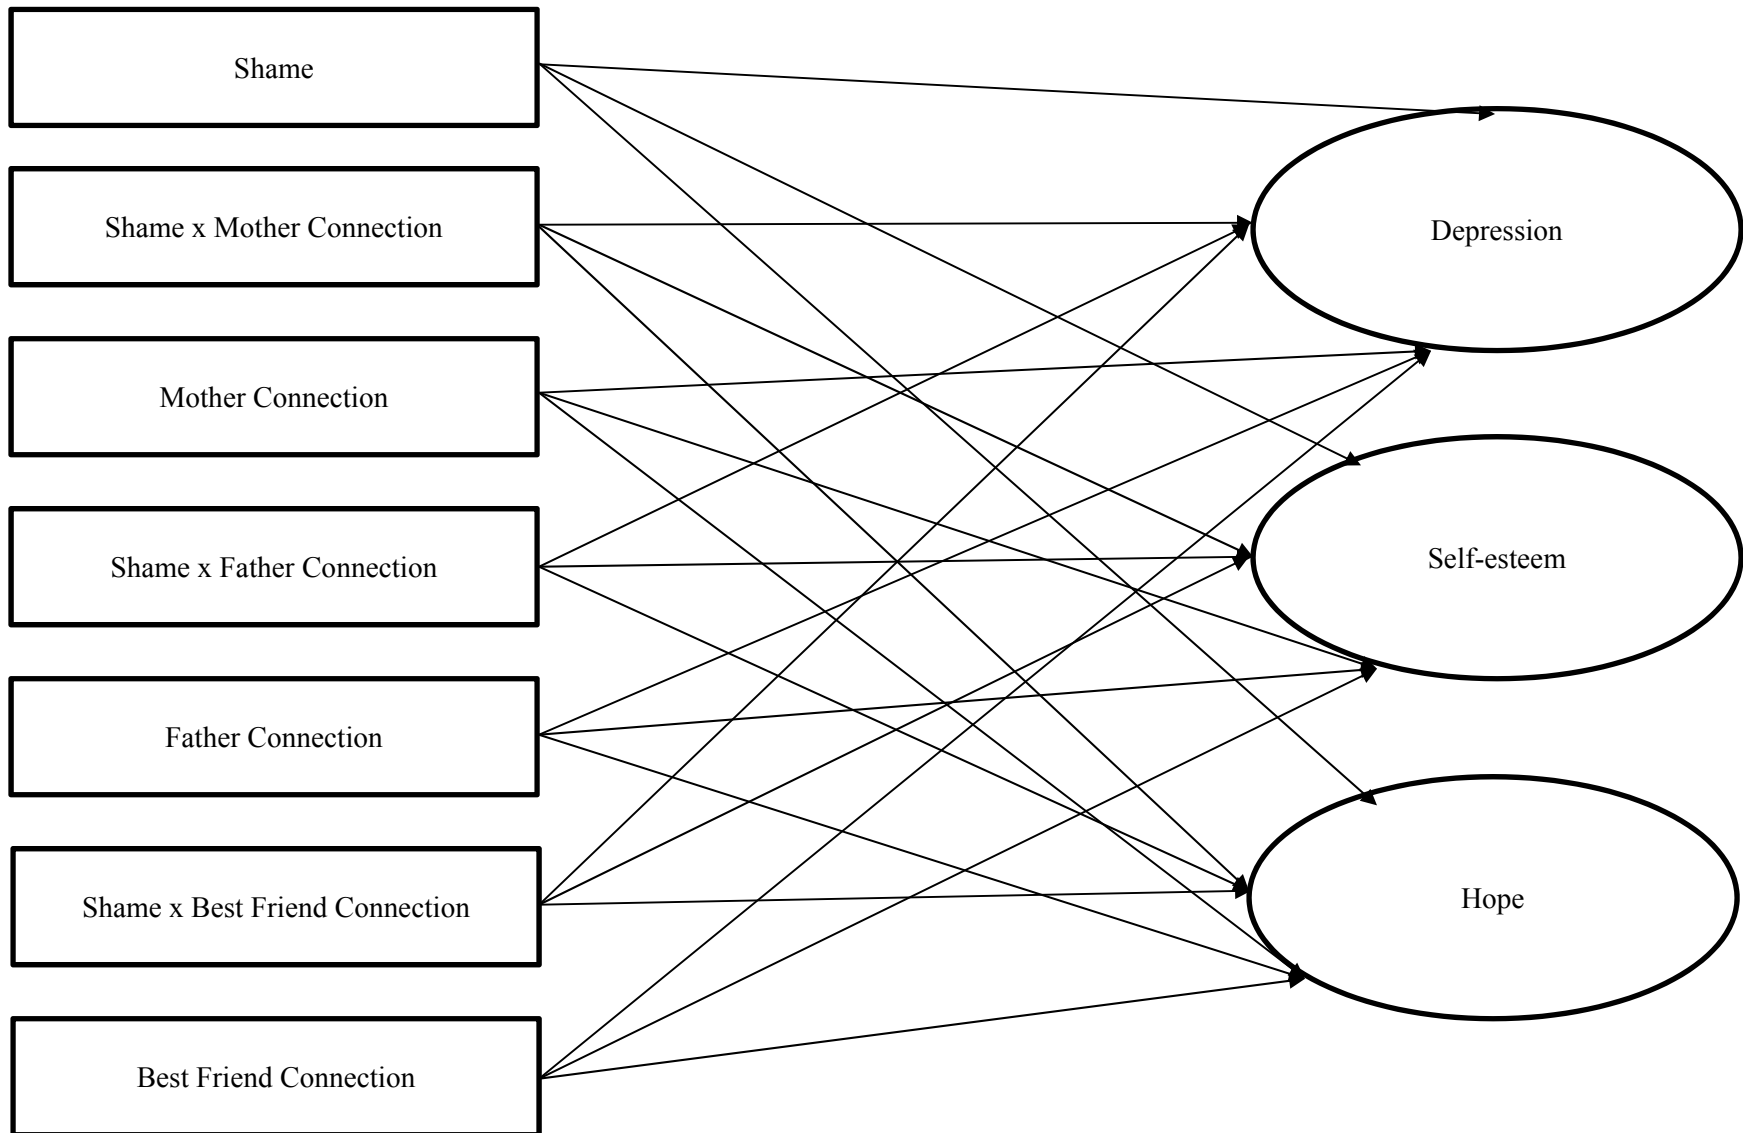 Shame
Shame x Mother Connection
Mother Connection
Shame x Father Connection
Father Connection
Shame x Best Friend Connection
Best Friend Connection
Depression
Self-esteem
Hope